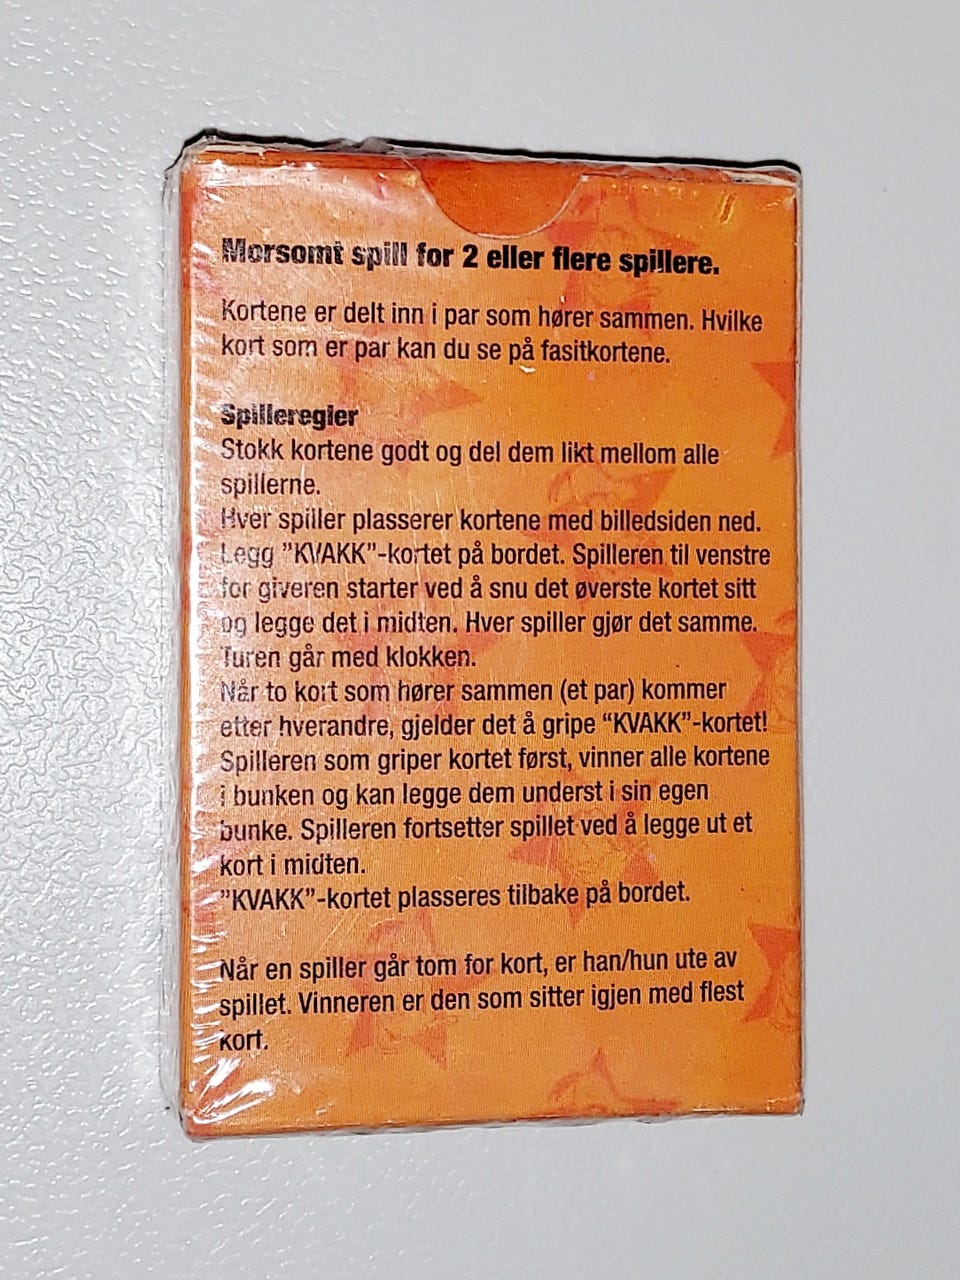 Morsomt spill for 2 eller flere spillere.
Kortene er delt inn i par som hører sammen. Hvilke
kort som er par kan du se på fasitkortene.
Spilleregler
Stokk kortene godt og del dem likt mellom alle
spillerne.
Hver spiller plasserer kortene med billedsiden ned.
Legg ”KVAKK”-kortet på bordet. Spilleren til venstre
for giveren starter ved å snu det øverste kortet sitt
og legge det i midten. Hver spiller gjør det samme.
Turen går med klokken.
Når to kort som hører sammen (et par) kommer
etter hverandre, gjelder det å gripe “KVAKK”-kortet!
Spilleren som griper kortet først, vinner alle kortene
i bunken og kan legge dem underst i sin egen
bunke. Spilleren fortsetter spillet ved å legge ut et
kort i midten.
”KVAKK”-kortet plasseres tilbake på bordet.
Når en spiller går tom for kort, er han/hun ute av
spillet. Vinneren er den som sitter igjen med flest
kort.